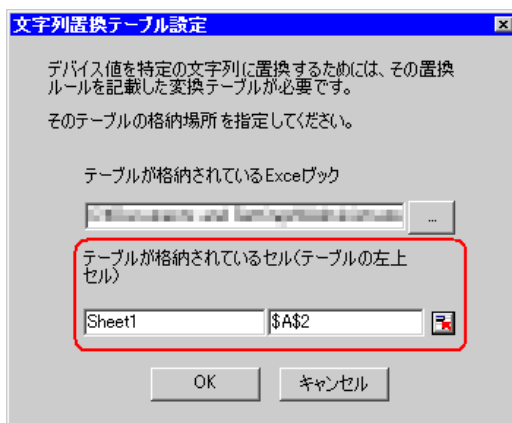 文字列置換テーブル設定
デバイス値を特定の文字列に置換するためには、その置換
ルールを記載した変換テーブルが必要です。
そのテーブルの格納場所を指定してください。
テーブルが格納されているExcelブック
...
テーブルが格納されているセル(テーブルの左上
セル)
Sheet1 $A$2
OK キャンセル